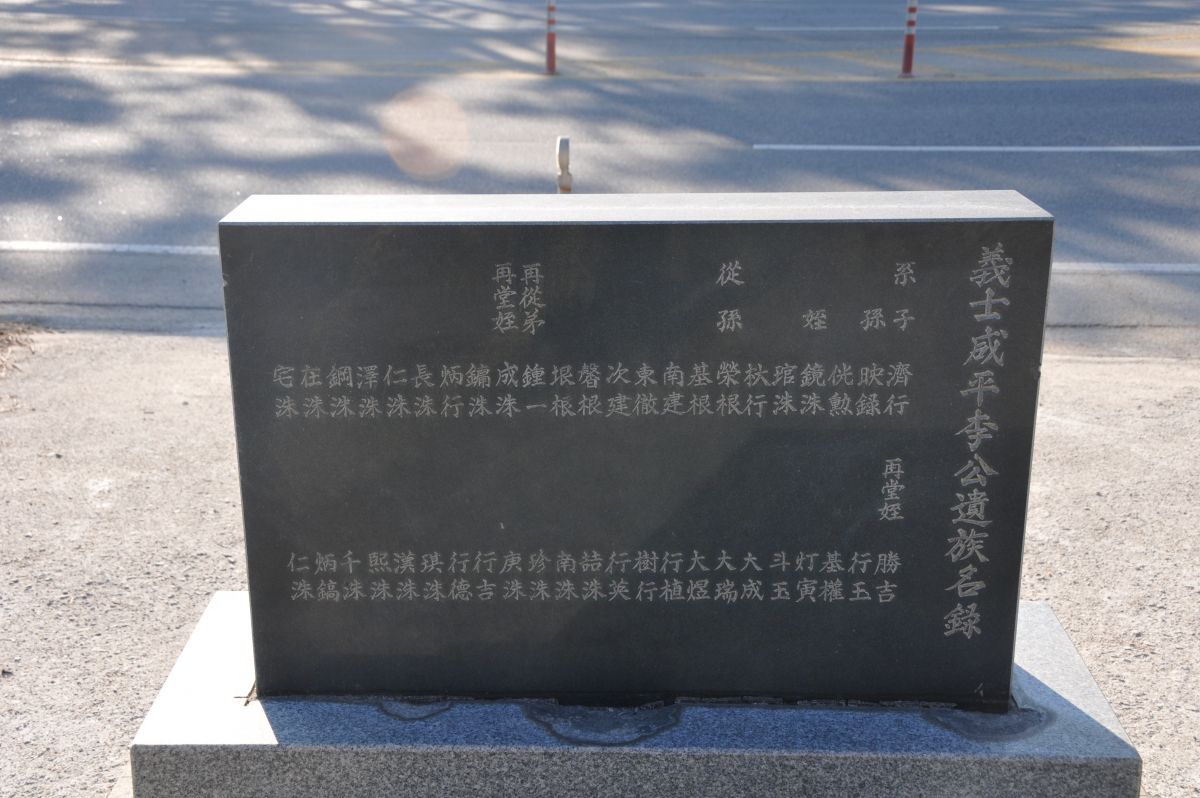 義士咸平李公遺族名錄
系子 濟行
孫 映錄
侊勳
姪 鏡洙
琯洙
杕行
從孫 榮根
基根
南建
東徹
次建
馨根
垠根
再從弟 鍾一
再堂姪 成洙
鏞洙
炳行
長洙
仁洙
澤洙
鋼洙
在洙
宅洙
再堂姪 勝吉
行玉
基權
灯寅
斗玉
大成
大瑞
大煜
行植
樹行
行英
詰洙
南洙
珍洙
庚洙
行吉
行德
琪洙
漢洙
熙洙
千洙
炳鎬
仁洙